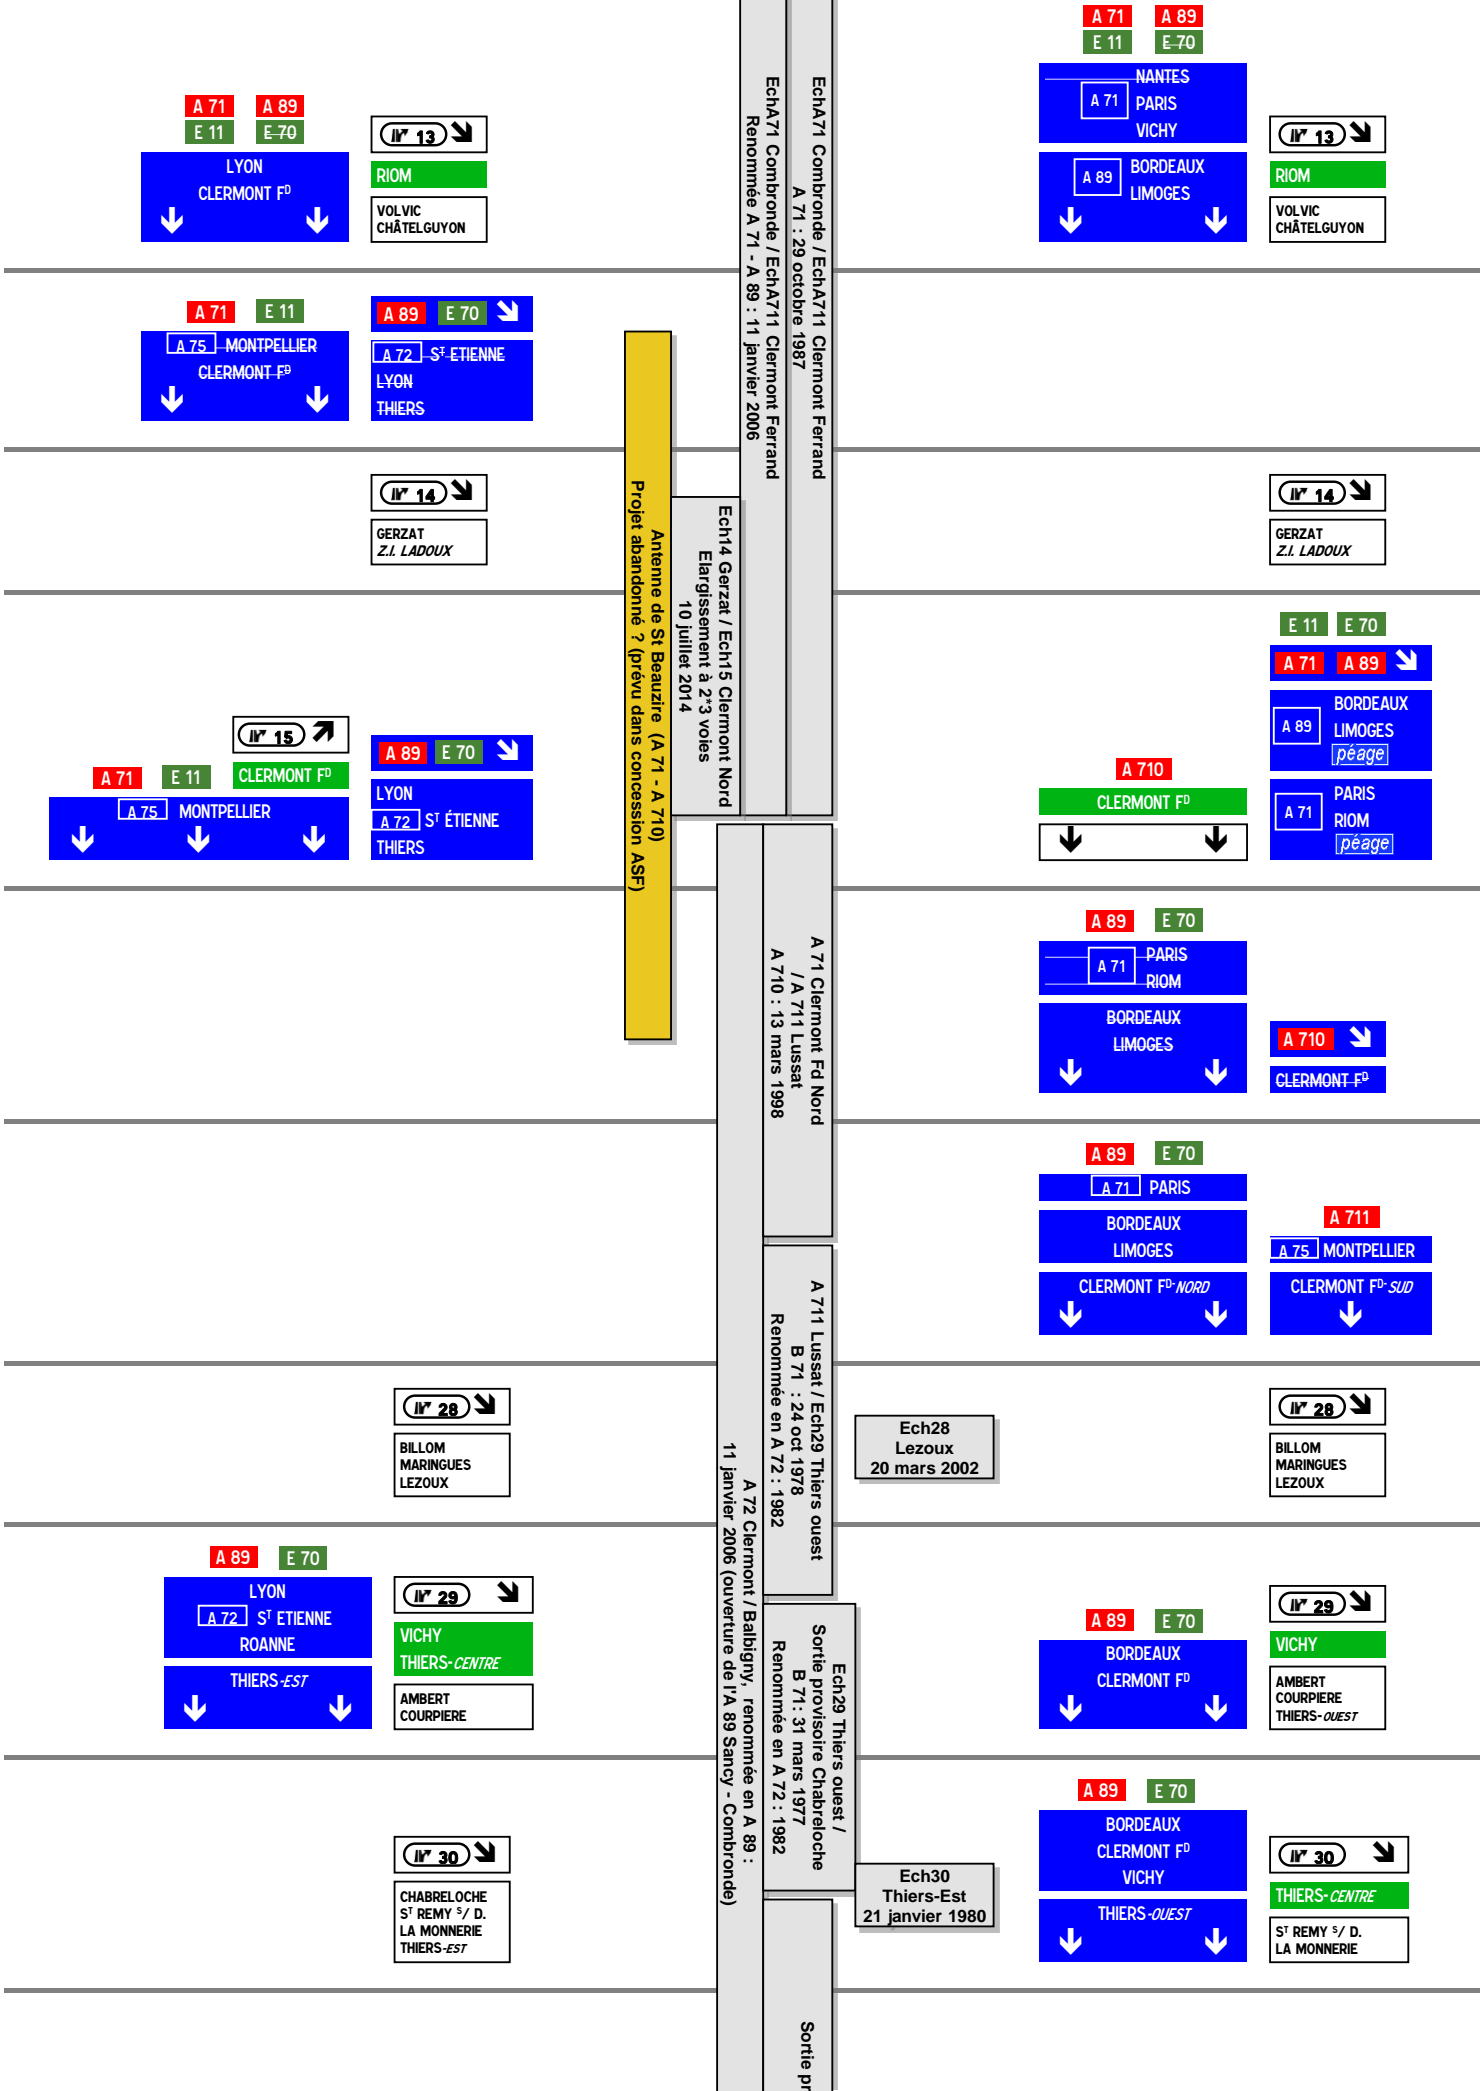 A 71 A 89
E 11 E 70
NANTES
A 71 PARIS
VICHY
A 89 BORDEAUX
LIMOGES
13
RIOM
VOLVIC
CHÂTELGUYON
A 71 A 89
E 11 E 70
LYON
CLERMONT FD
13
RIOM
VOLVIC
CHÂTELGUYON
EchA71 Combronde / EchA711 Clermont Ferrand
A 71 : 29 octobre 1987
EchA71 Combronde / EchA711 Clermont Ferrand
Renommée A 71 - A 89 : 11 janvier 2006
A 71 E 11
A 75 MONTPELLIER
CLERMONT FD
A 89 E 70
A 72 ST ETIENNE
LYON
THIERS
14
GERZAT
Z.I. LADOUX
14
GERZAT
Z.I. LADOUX
Ech14 Gerzat / Ech15 Clermont Nord
Elargissement à 2*3 voies
10 juillet 2014
Antenne de St Beauzire (A 71 - A 710)
Projet abandonné ? (prévu dans concession ASF)
15
A 71 E 11 CLERMONT FD
A 75 MONTPELLIER
A 89 E 70
LYON
A 72 ST ÉTIENNE
THIERS
A 710
CLERMONT FD
E 11 E 70
A 71 A 89
BORDEAUX
A 89 LIMOGES
péage
PARIS
A 71 RIOM
péage
A 71 Clermont Fd Nord
/ A 711 Lussat
A 710 : 13 mars 1998
A 89 E 70
A 71 PARIS
RIOM
BORDEAUX
LIMOGES
A 710
CLERMONT FD
A 89 E 70
A 71 PARIS
BORDEAUX
LIMOGES
CLERMONT FD-NORD
A 711
A 75 MONTPELLIER
CLERMONT FD-SUD
A 711 Lussat / Ech29 Thiers ouest
B 71 : 24 oct 1978
Renommée en A 72 : 1982
A 72 Clermont / Balbigny, renommée en A 89 :
11 janvier 2006 (ouverture de l'A 89 Sancy - Combronde)
28
BILLOM
MARINGUES
LEZOUX
Ech28
Lezoux
20 mars 2002
28
BILLOM
MARINGUES
LEZOUX
A 89 E 70
LYON
A 72 ST ETIENNE
ROANNE
THIERS-EST
29
VICHY
THIERS-CENTRE
AMBERT
COURPIERE
Ech29 Thiers ouest /
Sortie provisoire Chabreloche
B 71: 31 mars 1977
Renommée en A 72 : 1982
A 89 E 70
BORDEAUX
CLERMONT FD
29
VICHY
AMBERT
COURPIERE
THIERS-OUEST
30
CHABRELOCHE
ST REMY S/ D.
LA MONNERIE
THIERS-EST
Ech30
Thiers-Est
21 janvier 1980
A 89 E 70
BORDEAUX
CLERMONT FD
VICHY
THIERS-OUEST
30
THIERS-CENTRE
ST REMY S/ D.
LA MONNERIE
Sortie pr